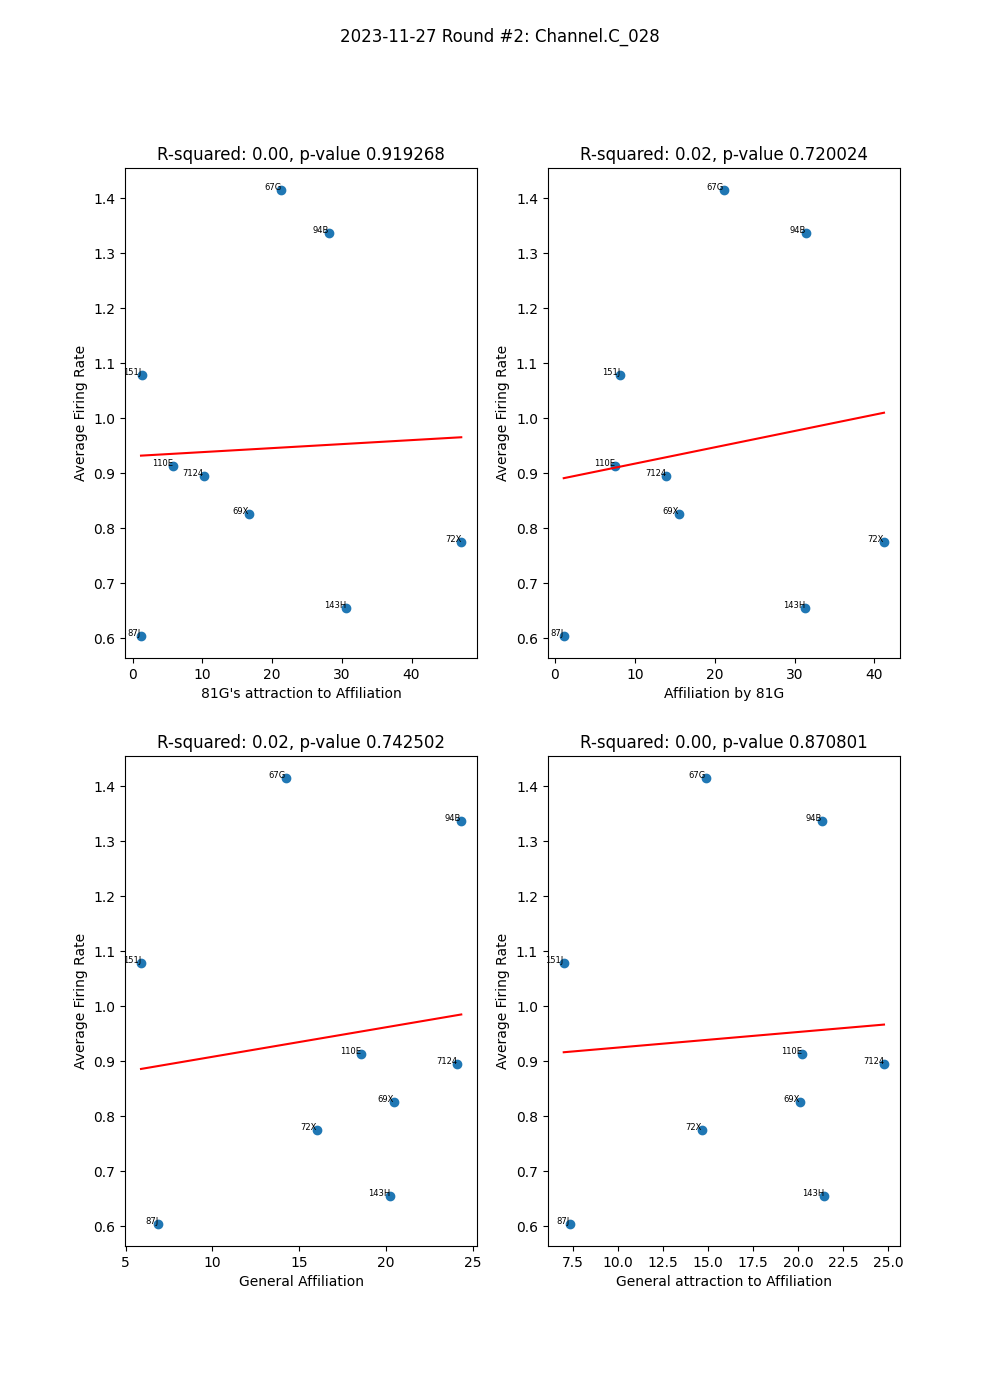 2023-11-27 Round #2: Channel.C_028
R-squared: 0.00, p-value 0.919268
1.4
1.3
1.2
1.1
1.0
0.9
0.8
0.7
0.6
Average Firing Rate
67G
94B
151J
110E
7124
69X
72X
143H
87J
0
10
20
30
40
81G's attraction to Affiliation
R-squared: 0.02, p-value 0.720024
1.4
1.3
1.2
1.1
1.0
0.9
0.8
0.7
0.6
Average Firing Rate
67G
94B
151J
110E
7124
69X
72X
143H
87J
0
10
20
30
40
Affiliation by 81G
R-squared: 0.02, p-value 0.742502
1.4
1.3
1.2
1.1
1.0
0.9
0.8
0.7
0.6
Average Firing Rate
67G
94B
151J
110E
7124
69X
72X
143H
87J
5
10
15
20
25
General Affiliation
R-squared: 0.00, p-value 0.870801
1.4
1.3
1.2
1.1
1.0
0.9
0.8
0.7
0.6
Average Firing Rate
67G
94B
151J
110E
7124
69X
72X
143H
87J
7.5
10.0
12.5
15.0
17.5
20.0
22.5
25.0
General attraction to Affiliation